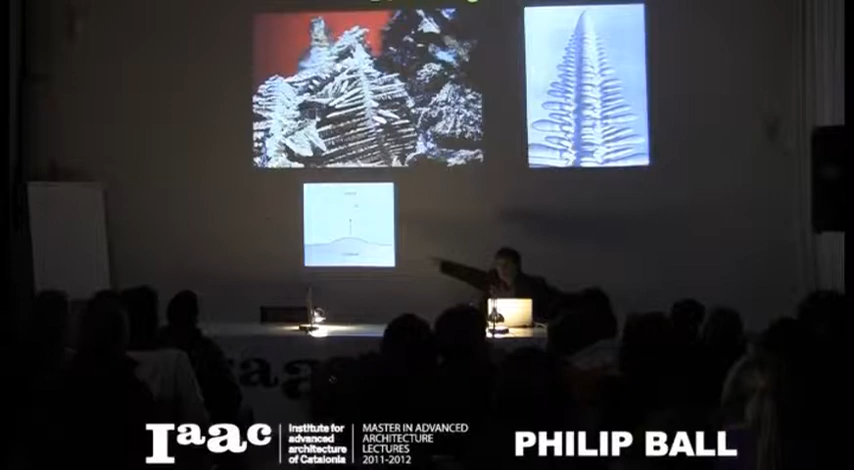 Iaac
Institute for
advanced
architecture
of Catalonia
MASTER IN ADVANCED
ARCHITECTURE
LECTURES
2011-2012
PHILIP BALL